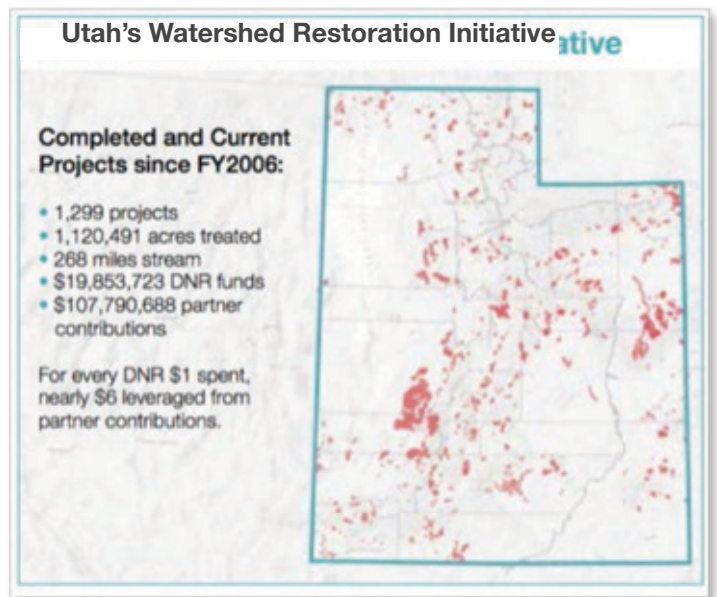 Utah's Watershed Restoration Initiative
ative
Completed and Current
Projects since FY2006:
• 1,299 projects
• 1,120,491 acres treated
• 268 miles stream
• $19,853,723 DNR funds
• $107,790,688 partner
contributions
For every DNR $1 spent,
nearly $6 leveraged from
partner contributions.